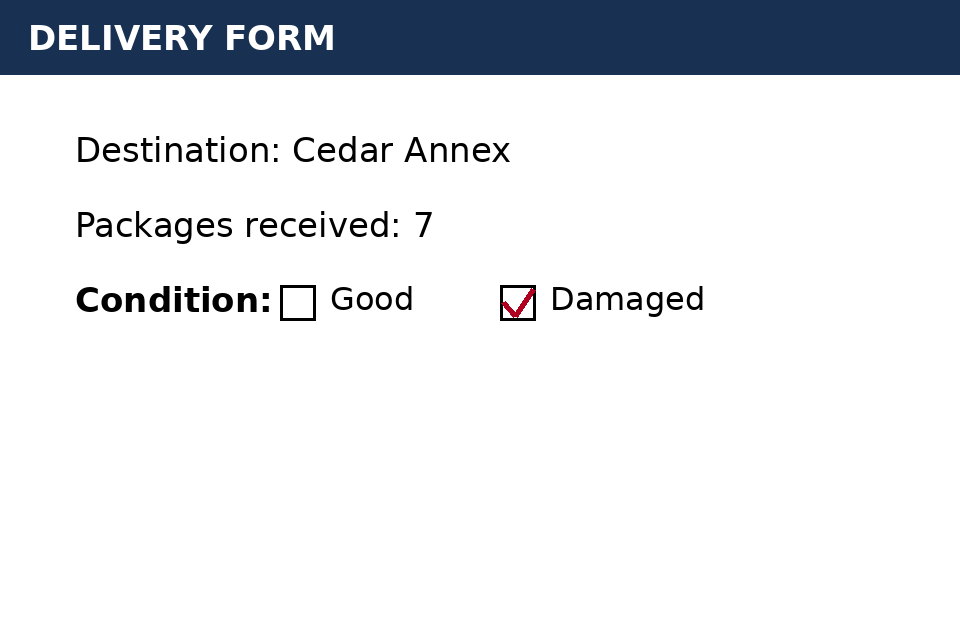 DELIVERY FORM
Destination: Cedar Annex
Packages received: 7
Condition: ☐ Good ☑ Damaged